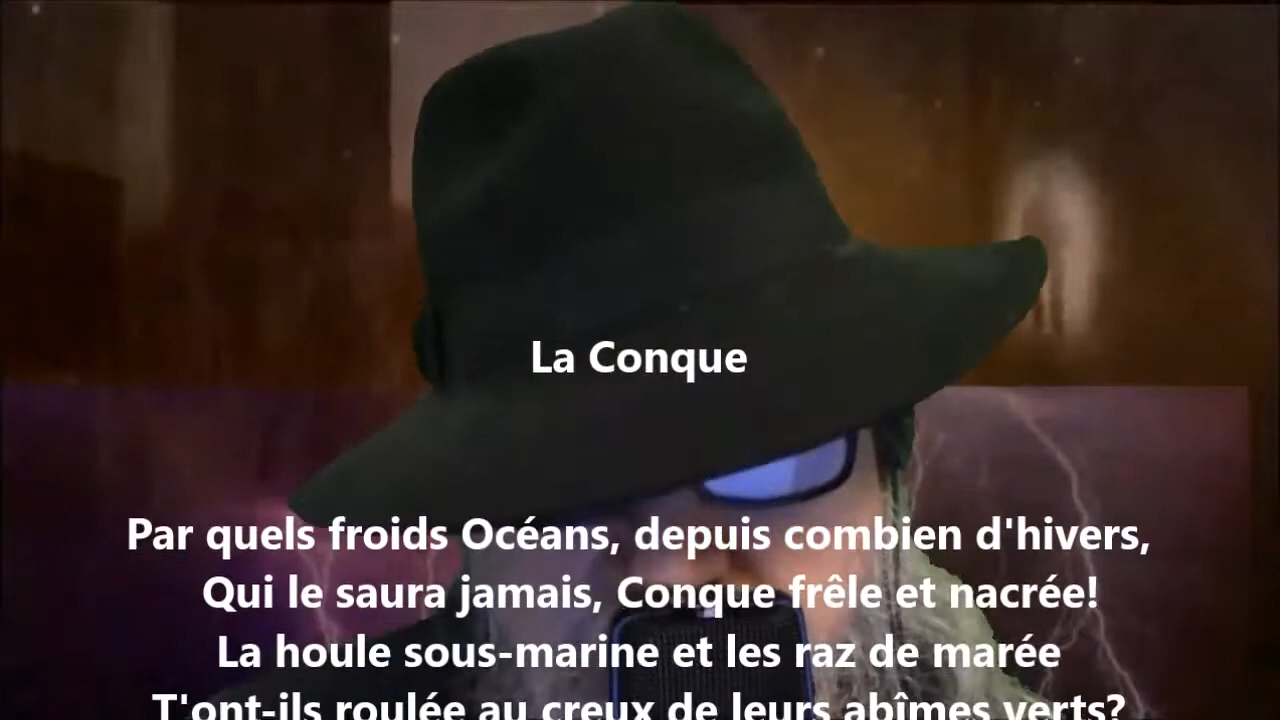 La Conque
Par quels froids Océans, depuis combien d'hivers,
Qui le saura jamais, Conque frêle et nacrée!
La houle sous-marine et les raz de marée
T'ont-ils roulée au creux de leurs abîmes verts?